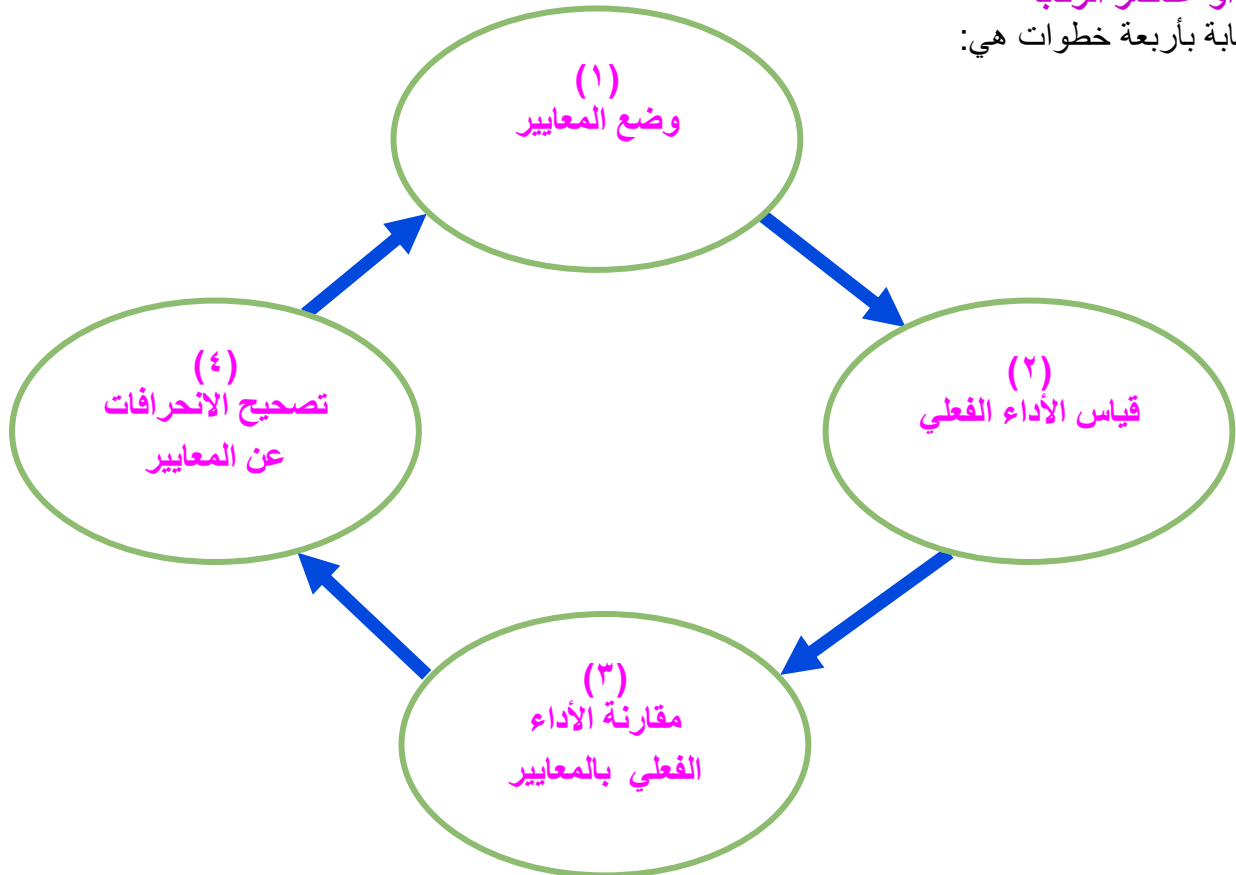 بأربعة خطوات هي:
(١)
وضع المعايير
(٢)
قياس الأداء الفعلي
(٣)
مقارنة الأداء
الفعلي بالمعايير
(٤)
تصحيح الانحرافات
عن المعايير